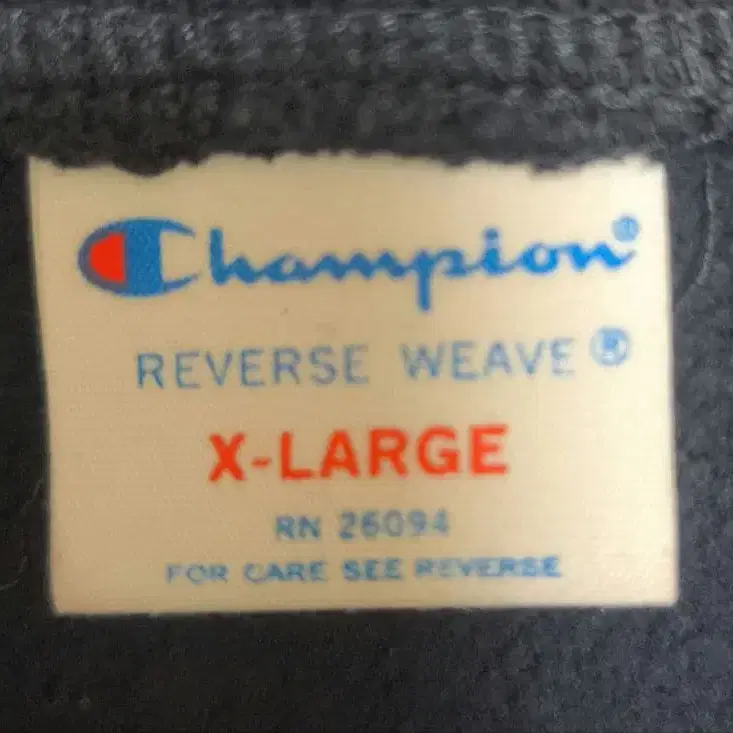 Champion®
REVERSE WEAVE®
X-LARGE
RN 26094
FOR CARE SEE REVERSE